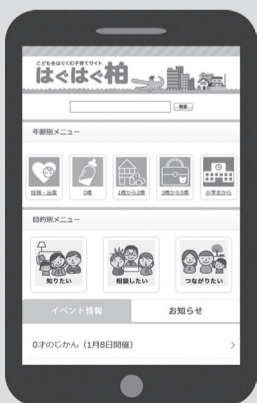 こどもをはぐくむ子育てサイト
はぐはぐ柏
検索
年齢別メニュー
妊娠・出産 0歳 1歳から2歳 3歳から5歳 小学生から
目的別メニュー
知りたい 相談したい つながりたい
イベント情報 お知らせ
0才のじかん（1月8日開催）